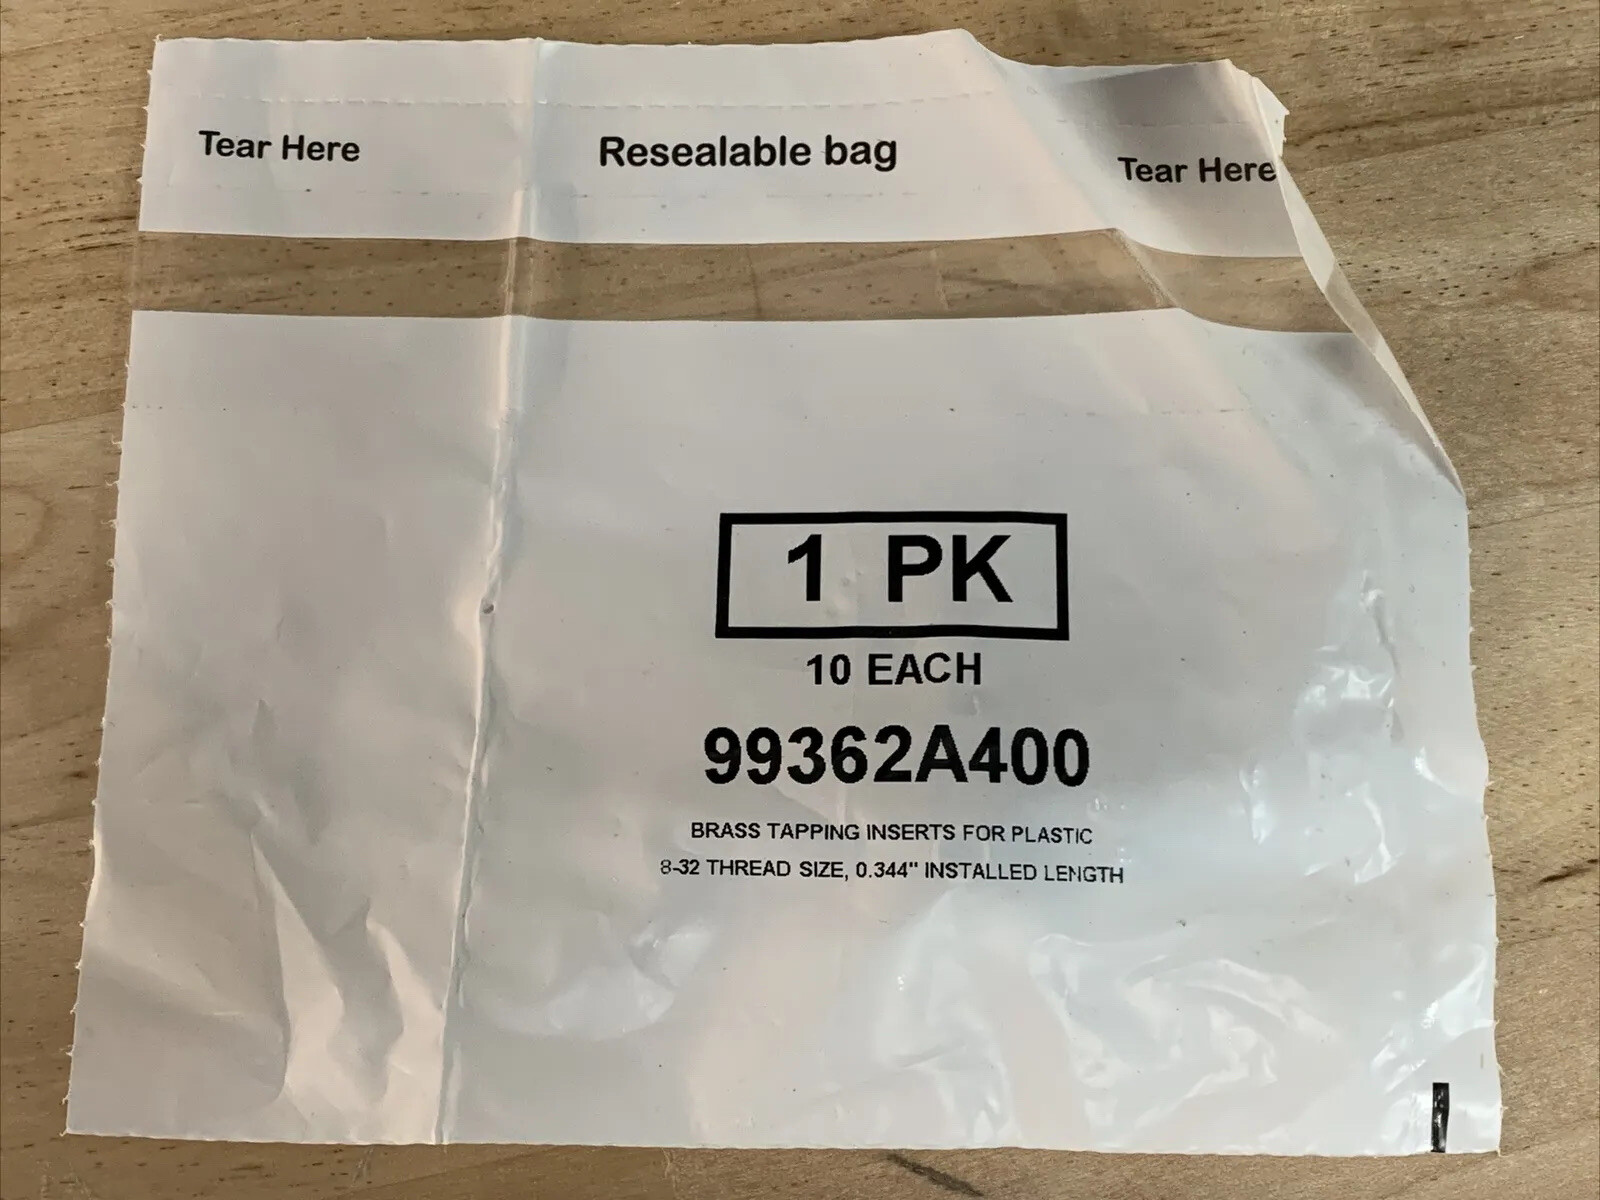 Tear Here
Resealable bag
Tear Here
1 PK
10 EACH
99362A400
BRASS TAPPING INSERTS FOR PLASTIC
8-32 THREAD SIZE, 0.344" INSTALLED LENGTH